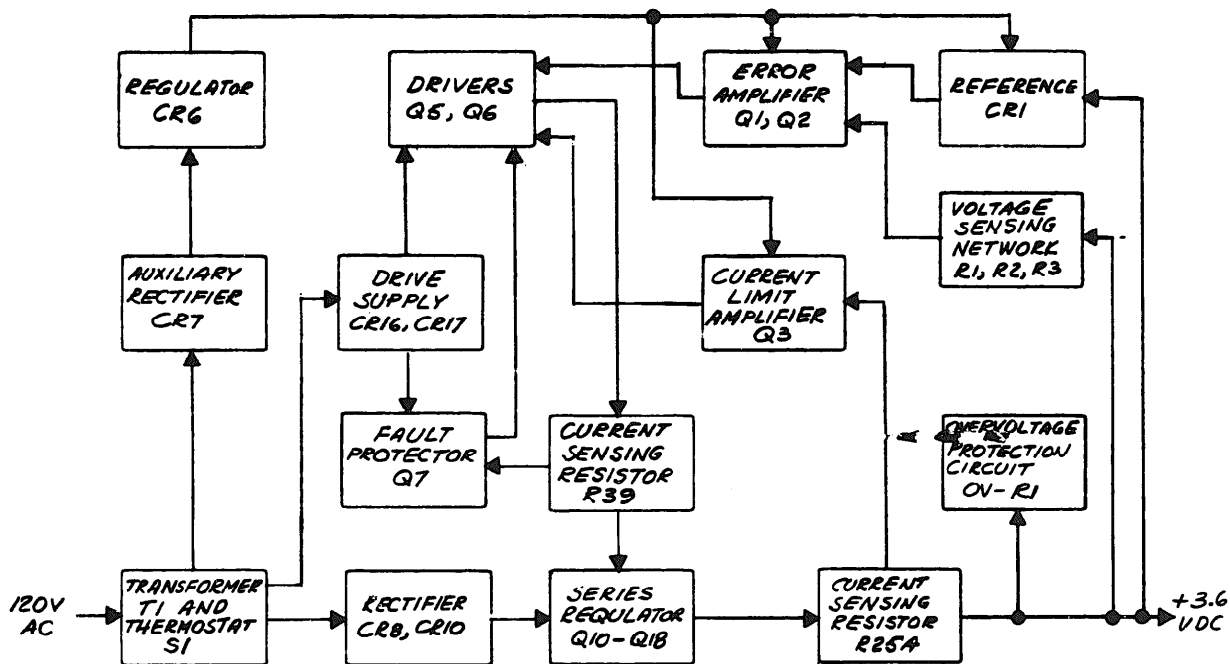 REGULATOR
CR6
DRIVERS
Q5, Q6
ERROR
AMPLIFIER
Q1, Q2
REFERENCE
CR1
AUXILIARY
RECTIFIER
CR7
DRIVE
SUPPLY
CR16, CR17
CURRENT
LIMIT
AMPLIFIER
Q3
VOLTAGE
SENSING
NETWORK
R1, R2, R3
FAULT
PROTECTOR
Q7
CURRENT
SENSING
RESISTOR
R39
OVERVOLTAGE
PROTECTION
CIRCUIT
OV-R1
120V
AC
TRANSFORMER
T1 AND
THERMOSTAT
S1
RECTIFIER
CR8, CR10
SERIES
REQULATOR
Q10-Q18
CURRENT
SENSING
RESISTOR
R25A
+3.6
VDC